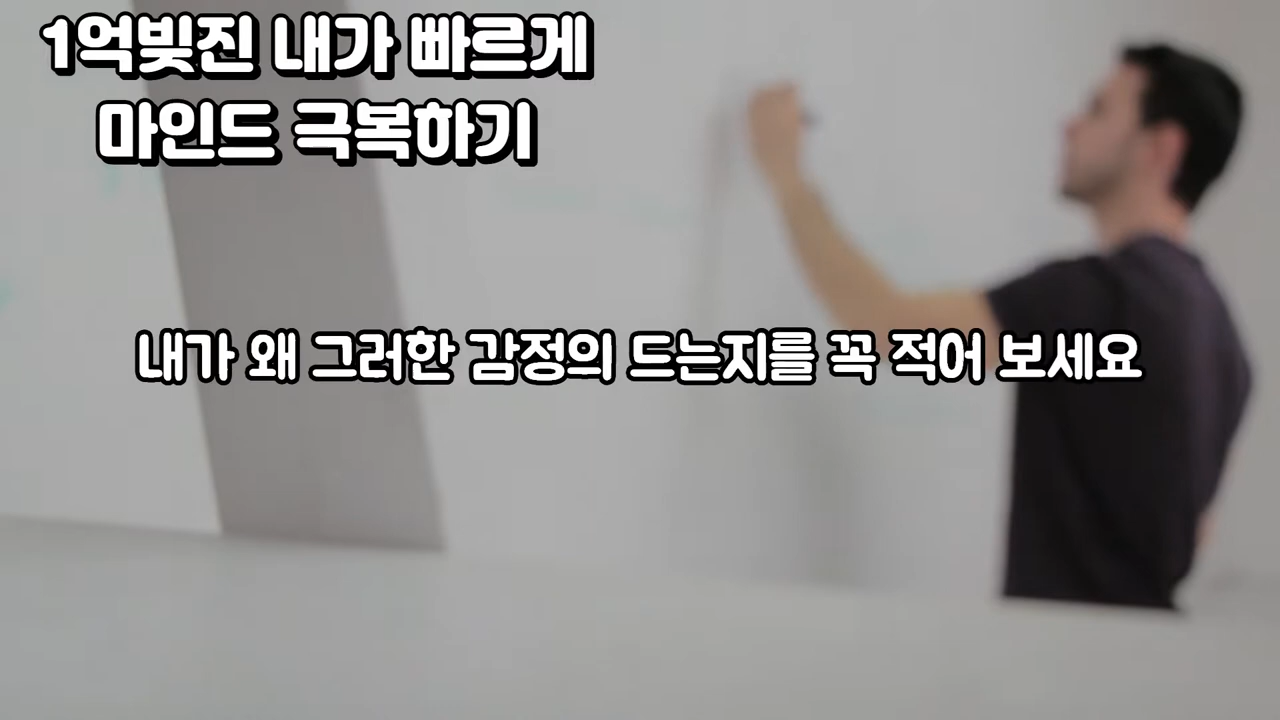 1억빚진 내가 빠르게
마인드 극복하기
내가 왜 그러한 감정의 드는지를 꼭 적어 보세요